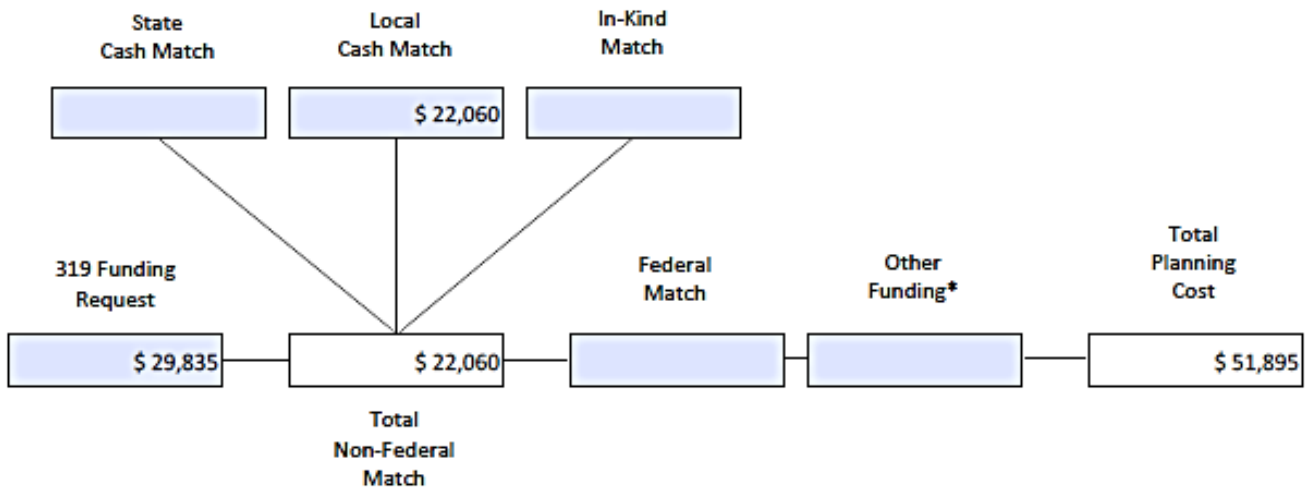 State
Cash Match
Local
Cash Match
In-Kind
Match
$ 22,060
319 Funding
Request
Federal
Match
Other
Funding*
Total
Planning
Cost
$ 29,835
$ 22,060
$ 51,895
Total
Non-Federal
Match